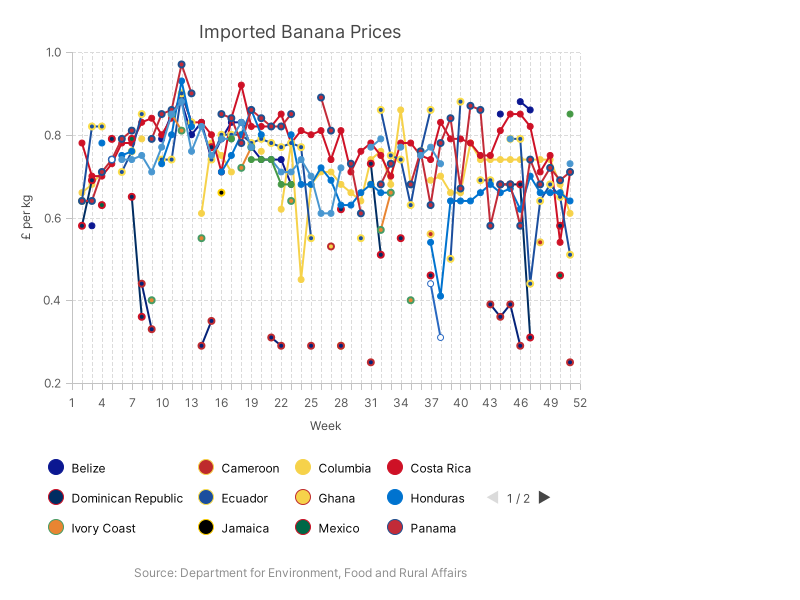 Imported Banana Prices
1.0
0.8
0.6
0.4
0.2
£ per kg
1 4 7 10 13 16 19 22 25 28 31 34 37 40 43 46 49 52
Week
Belize Cameroon Columbia Costa Rica
Dominican Republic Ecuador Ghana Honduras 1 / 2
Ivory Coast Jamaica Mexico Panama
Source: Department for Environment, Food and Rural Affairs